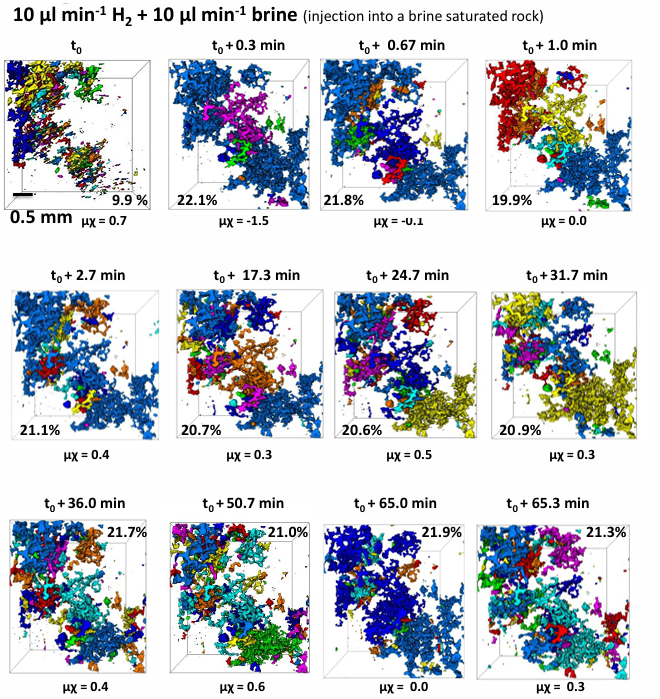 10 µl min⁻¹ H₂ + 10 µl min⁻¹ brine (injection into a brine saturated rock)
t₀ t₀ + 0.3 min t₀ + 0.67 min t₀ + 1.0 min
9.9 % 22.1% 21.8% 19.9%
0.5 mm µχ = 0.7 µχ = -1.5 µχ = -0.1 µχ = 0.0
t₀ + 2.7 min t₀ + 17.3 min t₀ + 24.7 min t₀ + 31.7 min
21.1% 20.7% 20.6% 20.9%
µχ = 0.4 µχ = 0.3 µχ = 0.5 µχ = 0.3
t₀ + 36.0 min t₀ + 50.7 min t₀ + 65.0 min t₀ + 65.3 min
21.7% 21.0% 21.9% 21.3%
µχ = 0.4 µχ = 0.6 µχ = 0.0 µχ = 0.3